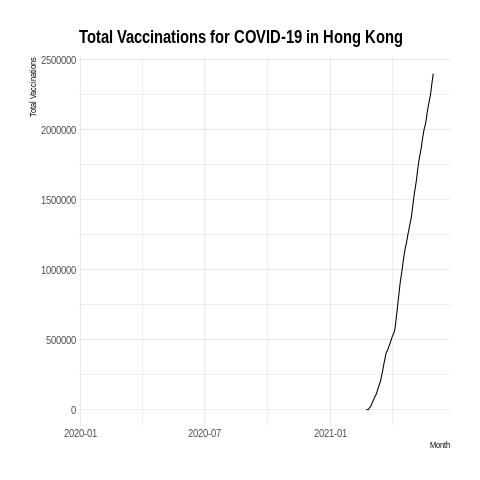 Total Vaccinations for COVID-19 in Hong Kong
Total Vaccinations
2500000
2000000
1500000
1000000
500000
0
2020-01 2020-07 2021-01
Month